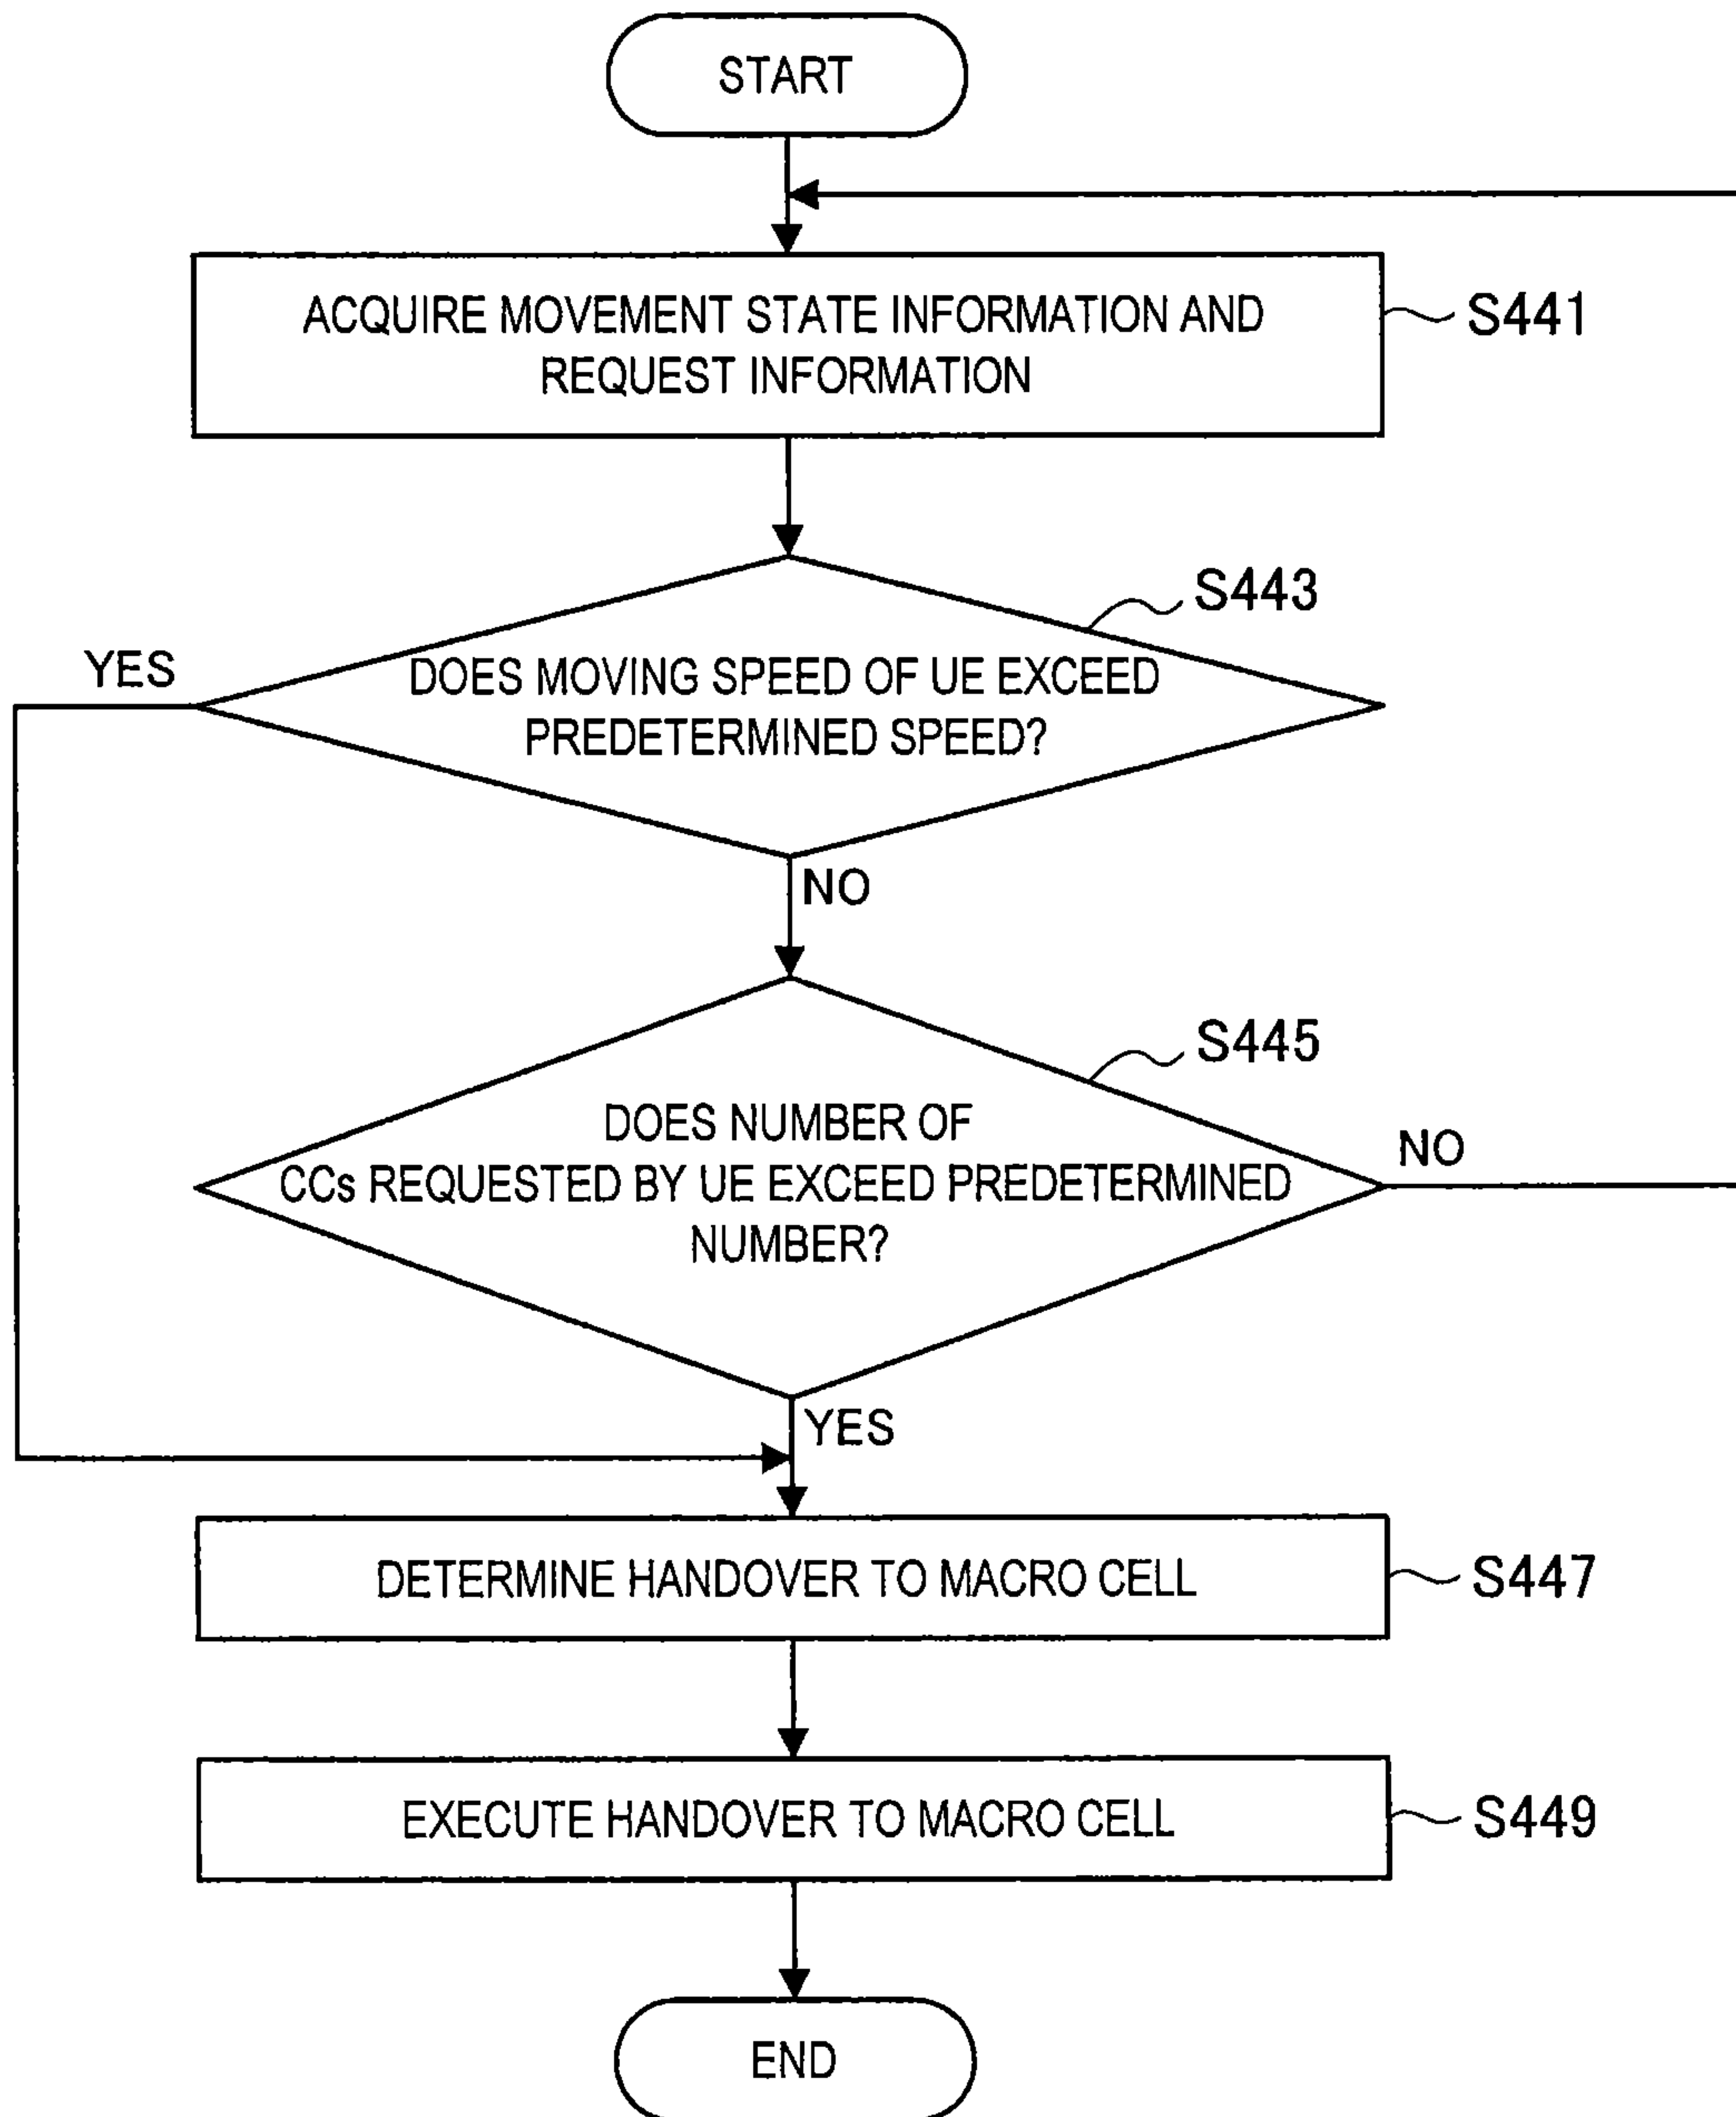 START
ACQUIRE MOVEMENT STATE INFORMATION AND
REQUEST INFORMATION
S441
S443
YES
DOES MOVING SPEED OF UE EXCEED
PREDETERMINED SPEED?
NO
S445
DOES NUMBER OF
CCs REQUESTED BY UE EXCEED PREDETERMINED
NUMBER?
NO
YES
DETERMINE HANDOVER TO MACRO CELL
S447
EXECUTE HANDOVER TO MACRO CELL
S449
END